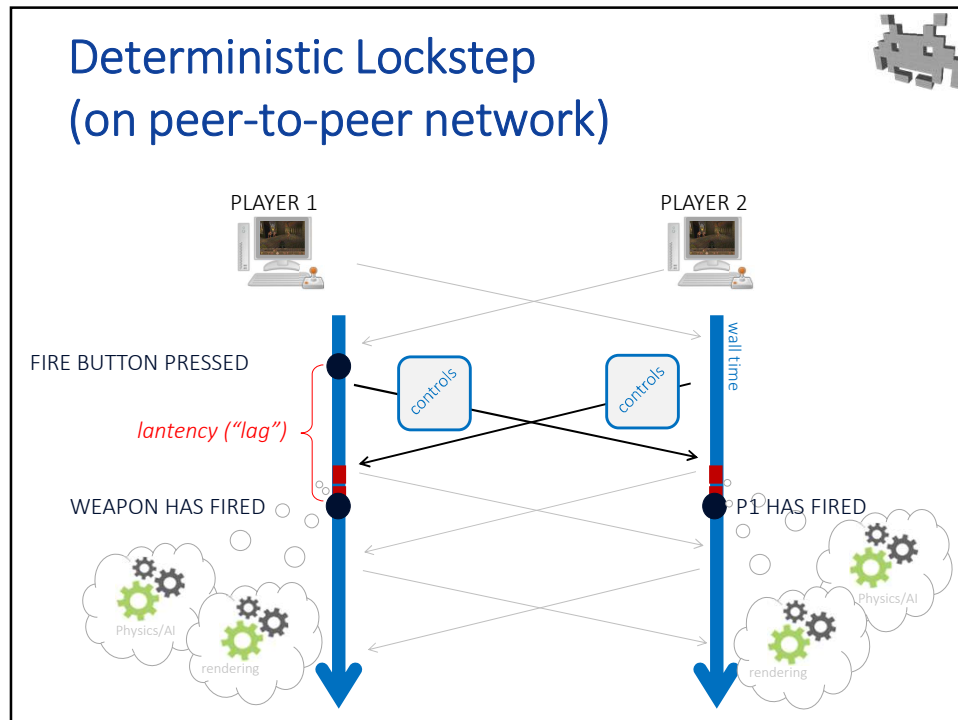 Deterministic Lockstep
(on peer-to-peer network)
PLAYER 1
PLAYER 2
wall time
FIRE BUTTON PRESSED
controls
controls
lantency (“lag”)
WEAPON HAS FIRED
P1 HAS FIRED
Physics/AI
rendering
Physics/AI
rendering